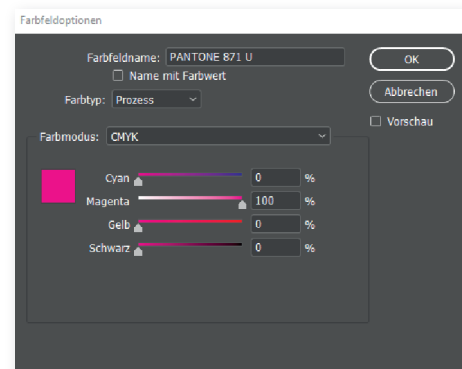 Farbfeldoptionen
Farbfeldname: PANTONE 871 U
Name mit Farbwert
Farbtyp: Prozess
Farbmodus: CMYK
Cyan 0 %
Magenta 100 %
Gelb 0 %
Schwarz 0 %
OK
Abbrechen
Vorschau